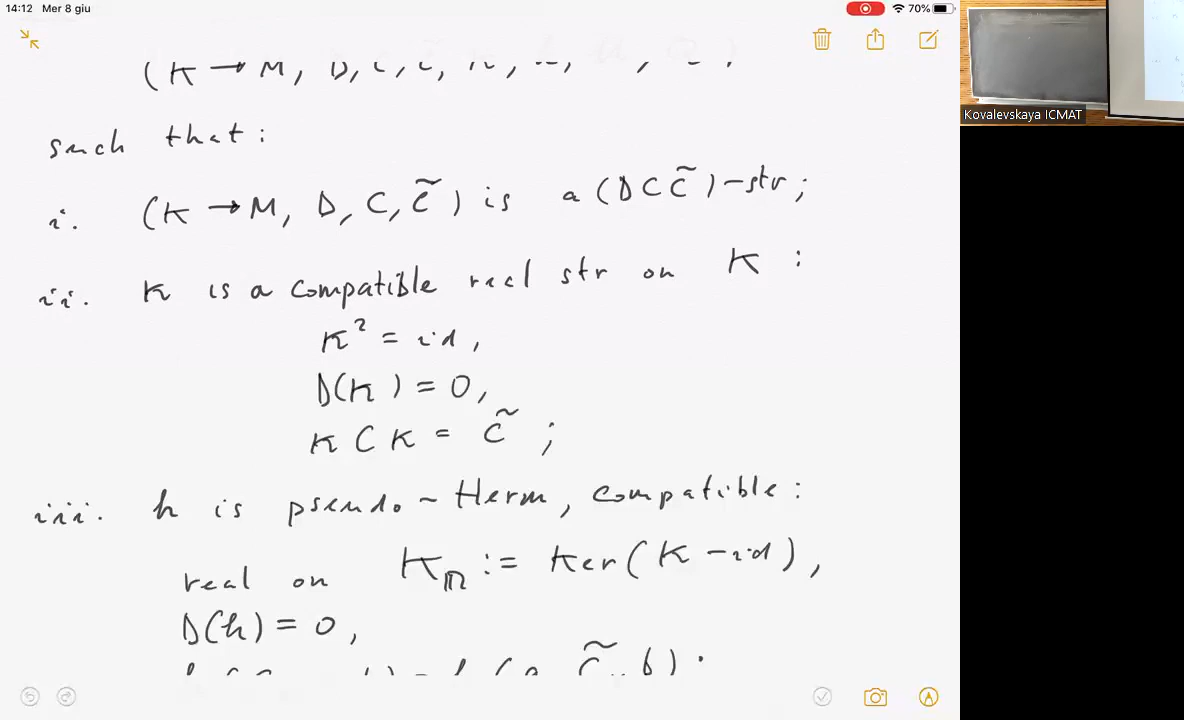 14:12 Mer 8 giu
70%
(K → M, D,
such that:
i. (K → M, D, C, C̃) is a (DCC̃)-str;
ii. κ is a compatible real str on K:
κ² = id,
D(κ) = 0,
κ C κ = C̃;
iii. h is pseudo-Herm, compatible:
real on K_ℝ := ker(κ - id),
D(h) = 0,
Kovalevskaya ICMAT